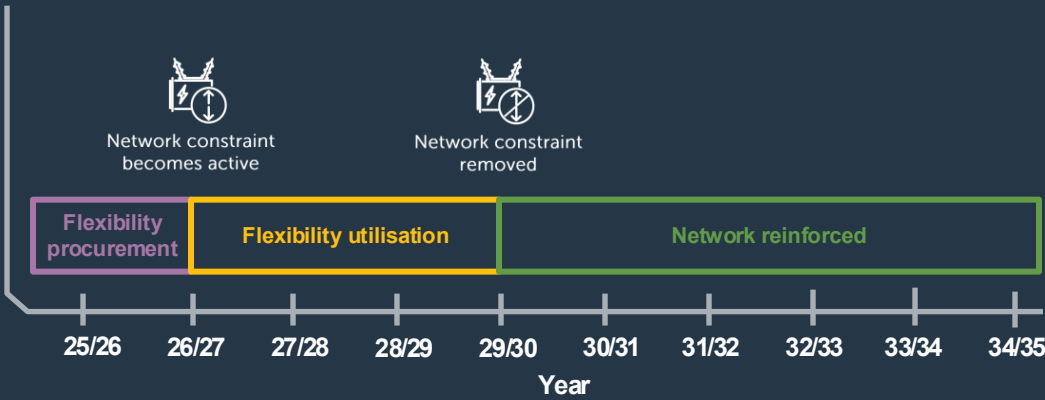 Network constraint
becomes active
Network constraint
removed
Flexibility
procurement
Flexibility utilisation
Network reinforced
25/26
26/27
27/28
28/29
29/30
30/31
31/32
32/33
33/34
34/35
Year